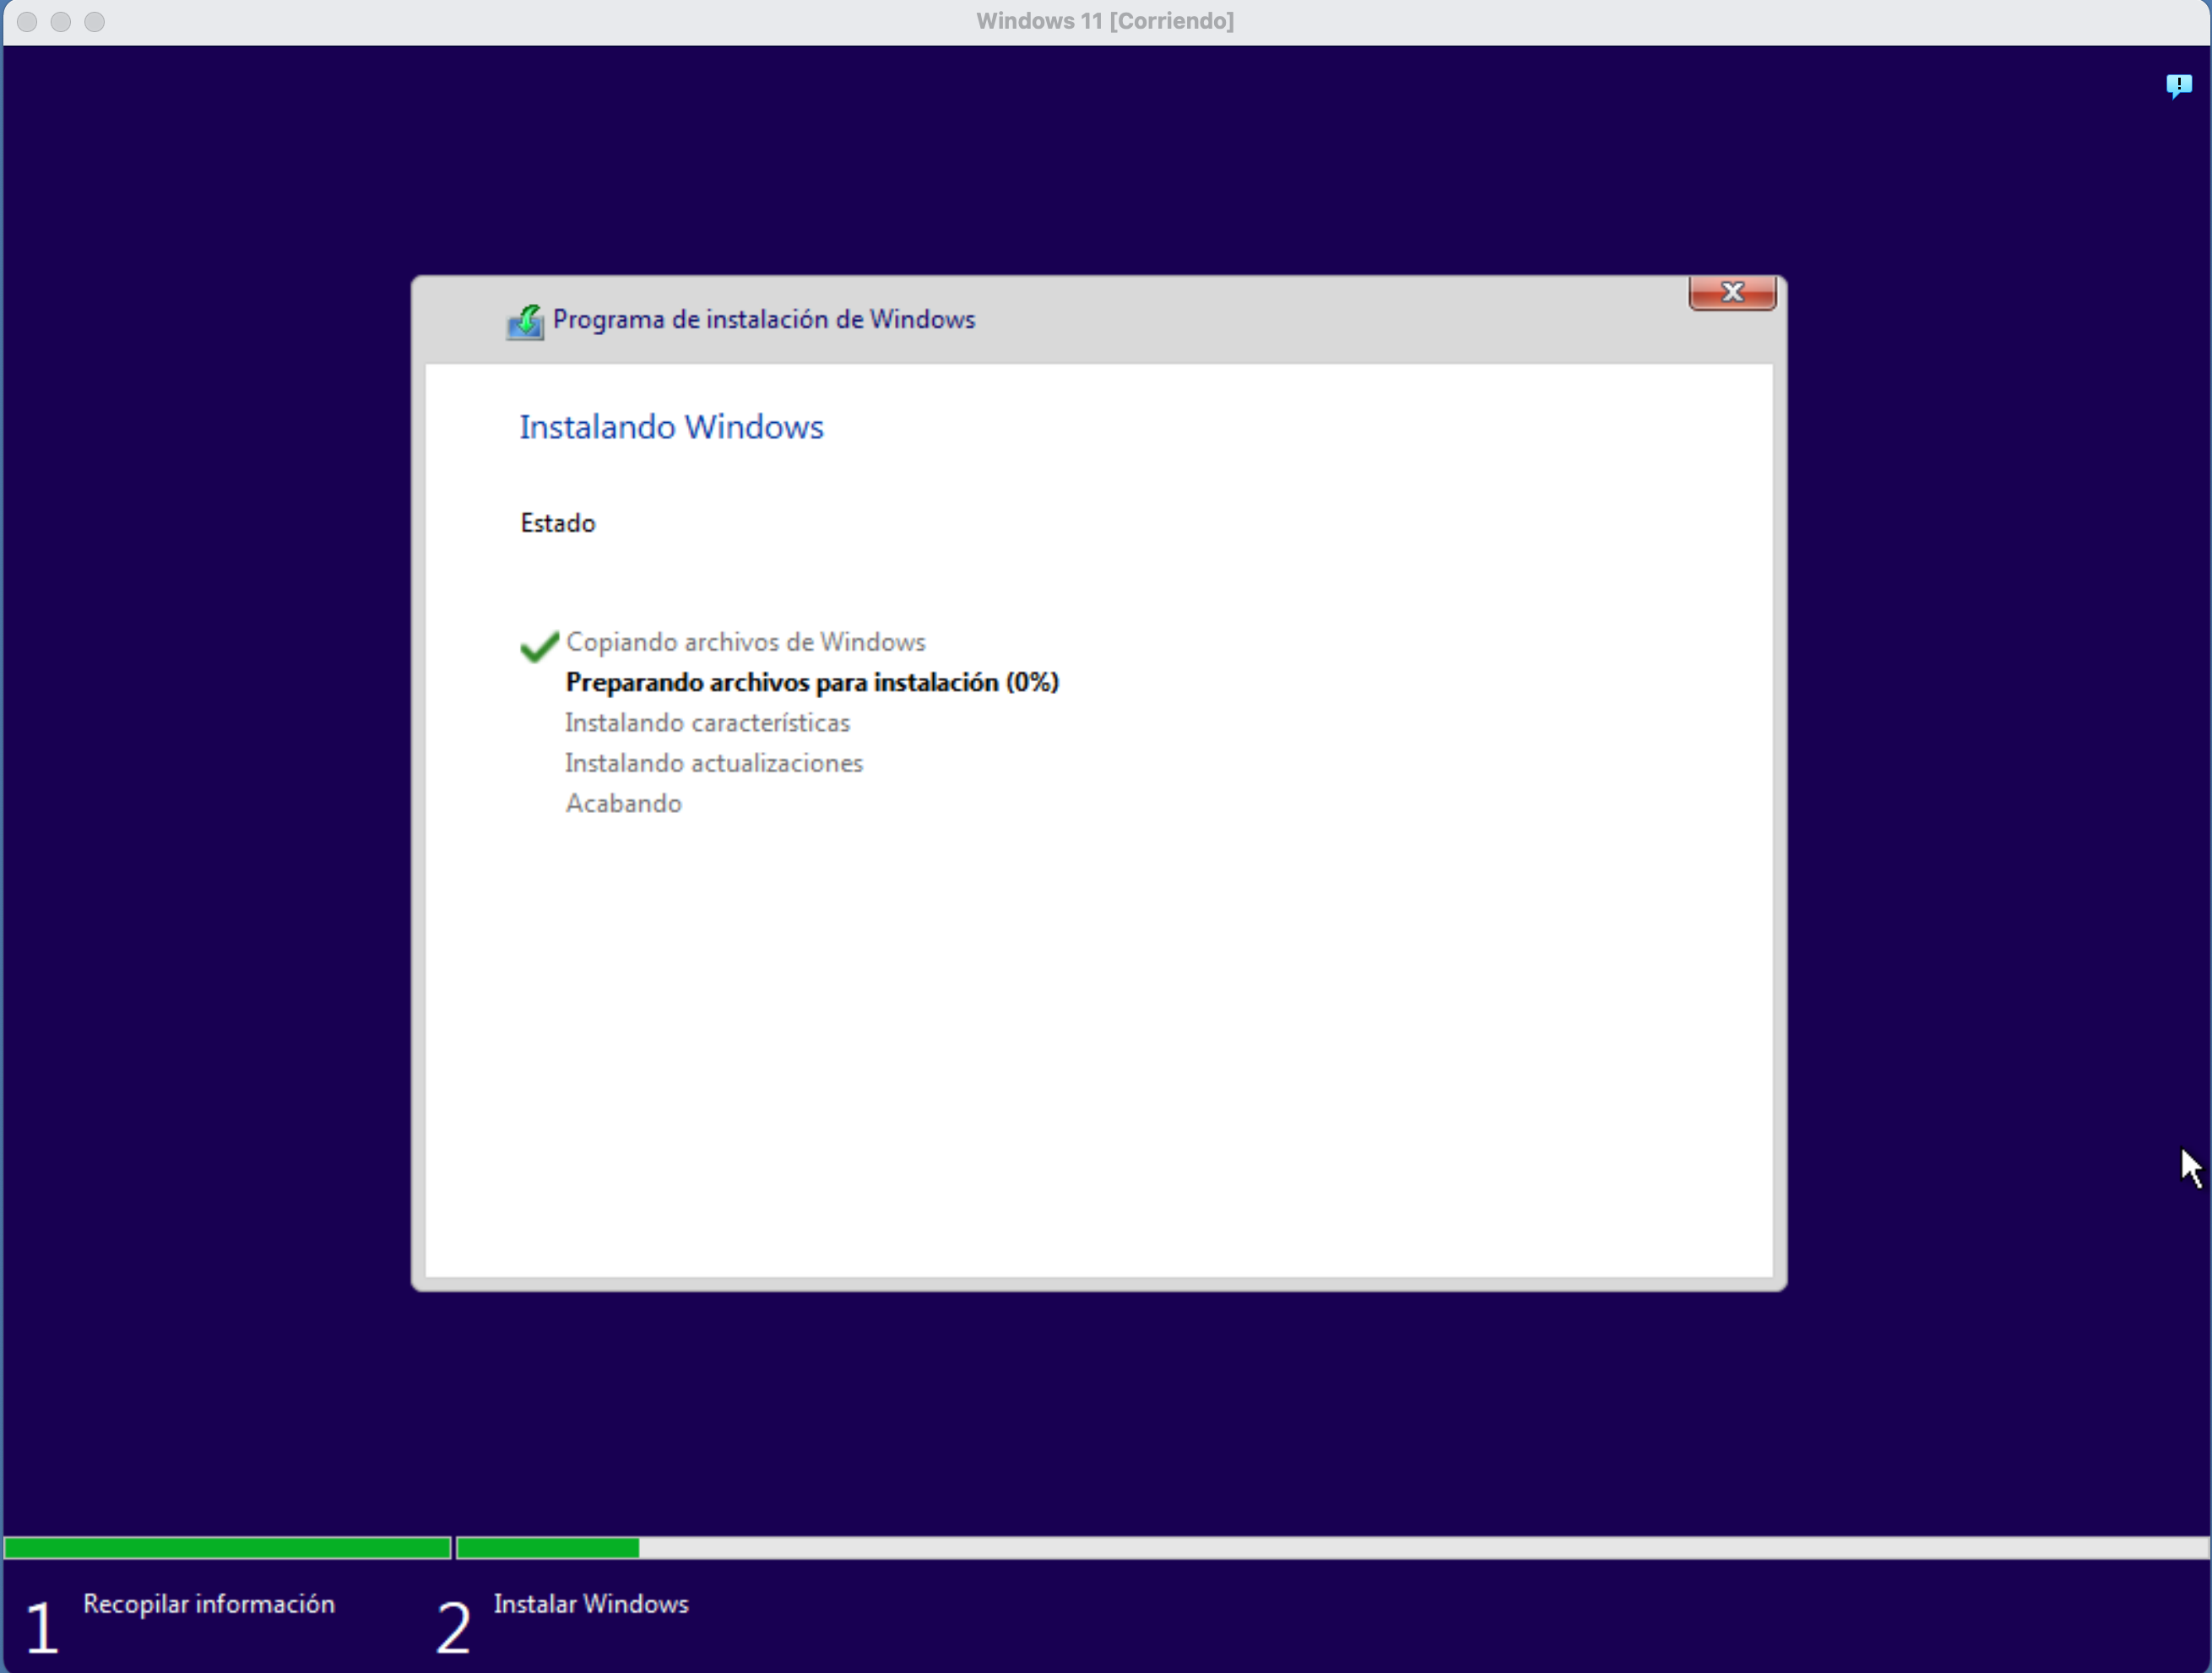 Windows 11 [Corriendo]
Programa de instalación de Windows
Instalando Windows
Estado
Copiando archivos de Windows
Preparando archivos para instalación (0%)
Instalando características
Instalando actualizaciones
Acabando
1 Recopilar información
2 Instalar Windows